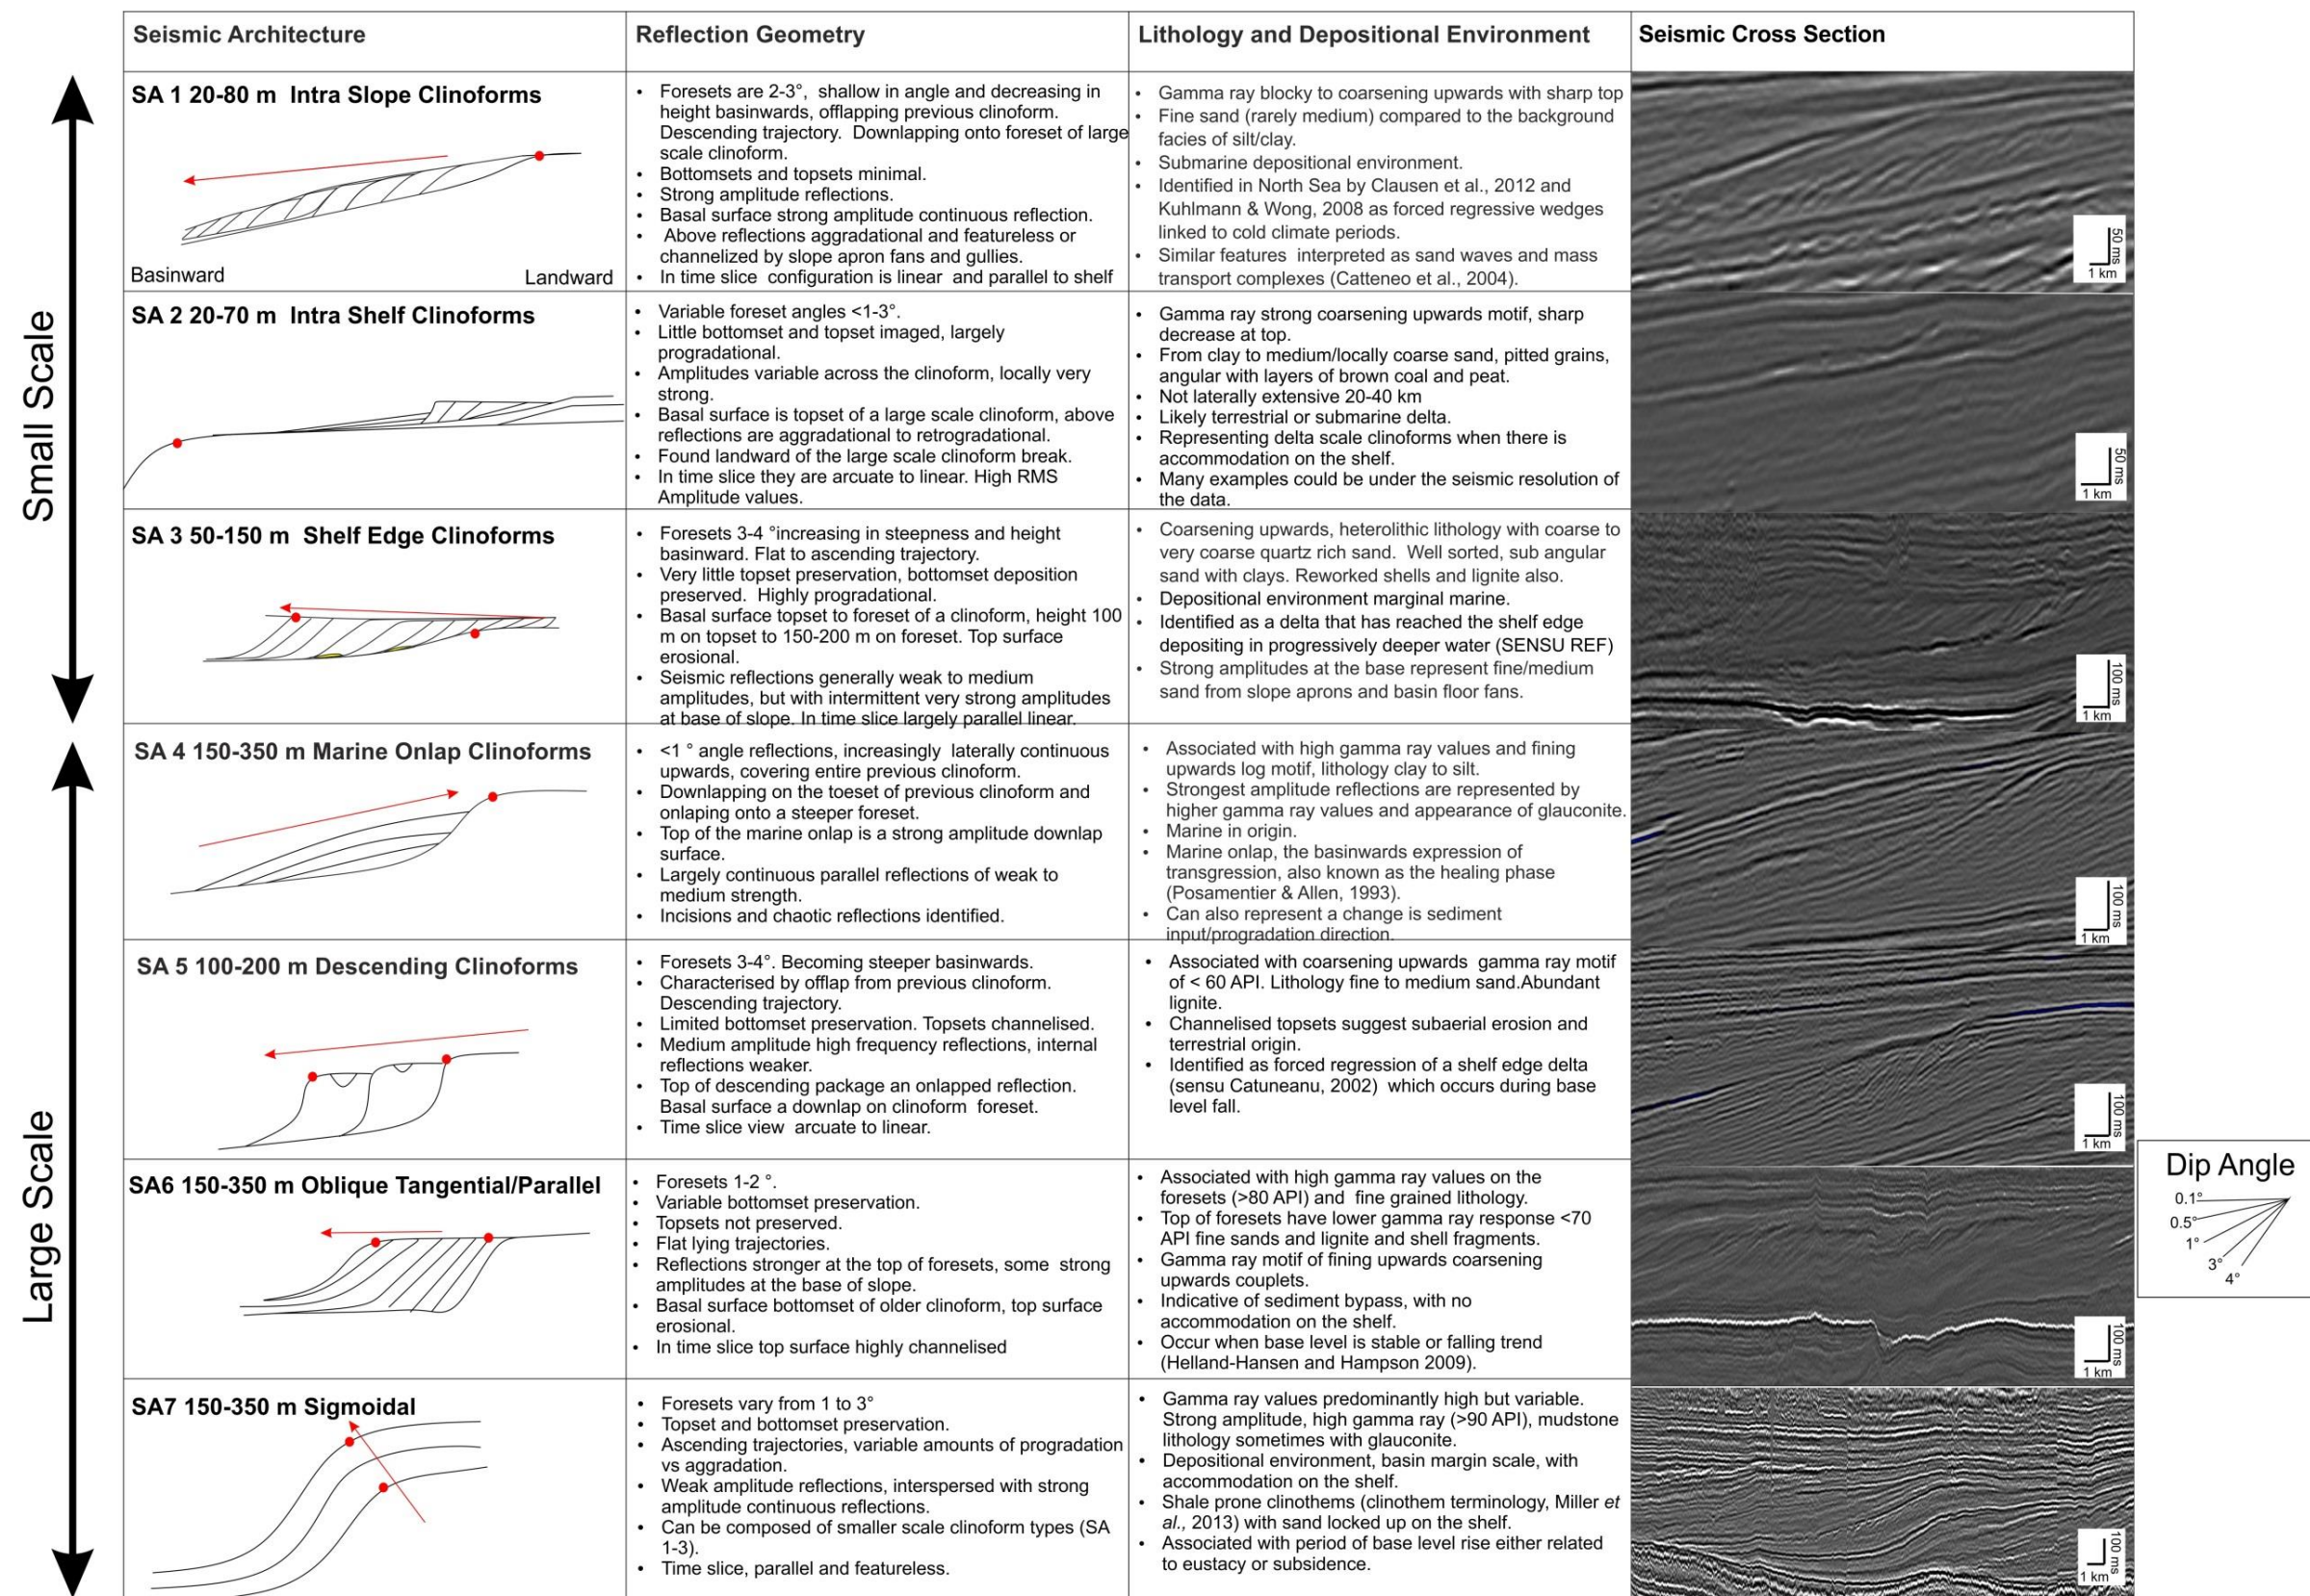 Seismic Architecture
Reflection Geometry
Lithology and Depositional Environment
Seismic Cross Section
Small Scale
Large Scale
SA 1 20-80 m Intra Slope Clinoforms
Basinward
Landward
• Foresets are 2-3°, shallow in angle and decreasing in
height basinwards, offlapping previous clinoform.
Descending trajectory. Downlapping onto foreset of large
scale clinoform.
• Bottomsets and topsets minimal.
• Strong amplitude reflections.
• Basal surface strong amplitude continuous reflection.
• Above reflections aggradational and featureless or
channelized by slope apron fans and gullies.
• In time slice configuration is linear and parallel to shelf
• Gamma ray blocky to coarsening upwards with sharp top
• Fine sand (rarely medium) compared to the background
facies of silt/clay.
• Submarine depositional environment.
• Identified in North Sea by Clausen et al., 2012 and
Kuhlmann & Wong, 2008 as forced regressive wedges
linked to cold climate periods.
• Similar features interpreted as sand waves and mass
transport complexes (Catteneo et al., 2004).
50 ms
1 km
SA 2 20-70 m Intra Shelf Clinoforms
• Variable foreset angles <1-3°.
• Little bottomset and topset imaged, largely
progradational.
• Amplitudes variable across the clinoform, locally very
strong.
• Basal surface is topset of a large scale clinoform, above
reflections are aggradational to retrogradational.
• Found landward of the large scale clinoform break.
• In time slice they are arcuate to linear. High RMS
Amplitude values.
• Gamma ray strong coarsening upwards motif, sharp
decrease at top.
• From clay to medium/locally coarse sand, pitted grains,
angular with layers of brown coal and peat.
• Not laterally extensive 20-40 km
• Likely terrestrial or submarine delta.
• Representing delta scale clinoforms when there is
accommodation on the shelf.
• Many examples could be under the seismic resolution of
the data.
50 ms
1 km
SA 3 50-150 m Shelf Edge Clinoforms
• Foresets 3-4 °increasing in steepness and height
basinward. Flat to ascending trajectory.
• Very little topset preservation, bottomset deposition
preserved. Highly progradational.
• Basal surface topset to foreset of a clinoform, height 100
m on topset to 150-200 m on foreset. Top surface
erosional.
• Seismic reflections generally weak to medium
amplitudes, but with intermittent very strong amplitudes
at base of slope. In time slice largely parallel linear.
• Coarsening upwards, heterolithic lithology with coarse to
very coarse quartz rich sand. Well sorted, sub angular
sand with clays. Reworked shells and lignite also.
• Depositional environment marginal marine.
• Identified as a delta that has reached the shelf edge
depositing in progressively deeper water (SENSU REF)
• Strong amplitudes at the base represent fine/medium
sand from slope aprons and basin floor fans.
100 ms
1 km
SA 4 150-350 m Marine Onlap Clinoforms
• <1 ° angle reflections, increasingly laterally continuous
upwards, covering entire previous clinoform.
• Downlapping on the toeset of previous clinoform and
onlaping onto a steeper foreset.
• Top of the marine onlap is a strong amplitude downlap
surface.
• Largely continuous parallel reflections of weak to
medium strength.
• Incisions and chaotic reflections identified.
• Associated with high gamma ray values and fining
upwards log motif, lithology clay to silt.
• Strongest amplitude reflections are represented by
higher gamma ray values and appearance of glauconite.
• Marine in origin.
• Marine onlap, the basinwards expression of
transgression, also known as the healing phase
(Posamentier & Allen, 1993).
• Can also represent a change is sediment
input/progradation direction.
100 ms
1 km
SA 5 100-200 m Descending Clinoforms
• Foresets 3-4°. Becoming steeper basinwards.
• Characterised by offlap from previous clinoform.
Descending trajectory.
• Limited bottomset preservation. Topsets channelised.
• Medium amplitude high frequency reflections, internal
reflections weaker.
• Top of descending package an onlapped reflection.
Basal surface a downlap on clinoform foreset.
• Time slice view arcuate to linear.
• Associated with coarsening upwards gamma ray motif
of < 60 API. Lithology fine to medium sand.Abundant
lignite.
• Channelised topsets suggest subaerial erosion and
terrestrial origin.
• Identified as forced regression of a shelf edge delta
(sensu Catuneanu, 2002) which occurs during base
level fall.
100 ms
1 km
SA6 150-350 m Oblique Tangential/Parallel
• Foresets 1-2 °.
• Variable bottomset preservation.
• Topsets not preserved.
• Flat lying trajectories.
• Reflections stronger at the top of foresets, some strong
amplitudes at the base of slope.
• Basal surface bottomset of older clinoform, top surface
erosional.
• In time slice top surface highly channelised
• Associated with high gamma ray values on the
foresets (>80 API) and fine grained lithology.
• Top of foresets have lower gamma ray response <70
API fine sands and lignite and shell fragments.
• Gamma ray motif of fining upwards coarsening
upwards couplets.
• Indicative of sediment bypass, with no
accommodation on the shelf.
• Occur when base level is stable or falling trend
(Helland-Hansen and Hampson 2009).
100 ms
1 km
Dip Angle
0.1°
0.5°
1°
3°
4°
SA7 150-350 m Sigmoidal
• Foresets vary from 1 to 3°
• Topset and bottomset preservation.
• Ascending trajectories, variable amounts of progradation
vs aggradation.
• Weak amplitude reflections, interspersed with strong
amplitude continuous reflections.
• Can be composed of smaller scale clinoform types (SA
1-3).
• Time slice, parallel and featureless.
• Gamma ray values predominantly high but variable.
Strong amplitude, high gamma ray (>90 API), mudstone
lithology sometimes with glauconite.
• Depositional environment, basin margin scale, with
accommodation on the shelf.
• Shale prone clinothems (clinothem terminology, Miller et
al., 2013) with sand locked up on the shelf.
• Associated with period of base level rise either related
to eustacy or subsidence.
100 ms
1 km